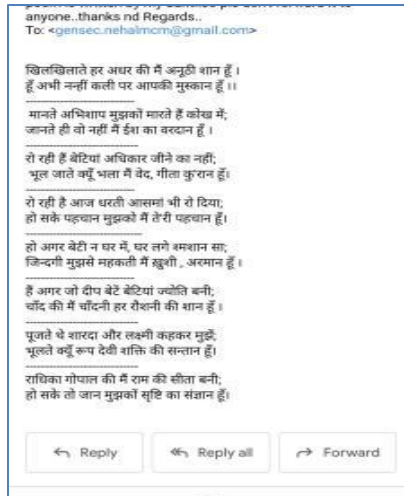 anyone..thanks nd Regards..
To: <gensec.nehalmcm@gmail.com>
खिलखिलाते हर अधर की मैं अनूठी शान हूँ ।
हूँ अभी नन्हीं कली पर आपकी मुस्कान हूँ ।।
----------------------------
मानते अभिशाप मुझकों मारते हैं कोख में;
जानते ही वो नहीं मैं ईश का वरदान हूँ ।
----------------------------
रो रही हैं बेटियां अधिकार जीने का नहीं;
भूल जाते क्यूँ भला मैं वेद, गीता कु'रान हूँ।
----------------------------
रो रही है आज धरती आसमां भी रो दिया;
हो सके पहचान मुझको मैं ते'री पहचान हूँ।
----------------------------
हो अगर बेटी न घर में, घर लगे श्मशान सा;
जिन्दगी मुझसे महकती मैं ख़ुशी , अरमान हूँ ।
----------------------------
हैं अगर जो दीप बेटें बेटियां ज्योति बनी;
चाँद की मैं चाँदनी हर रौशनी की शान हूँ ।
----------------------------
पूजते थे शारदा और लक्ष्मी कहकर मुझें;
भूलते क्यूँ रूप देवी शक्ति की सन्तान हूँ।
----------------------------
राधिका गोपाल की मैं राम की सीता बनी;
हो सके तो जान मुझकों सृष्टि का संज्ञान हूँ।
Reply
Reply all
Forward